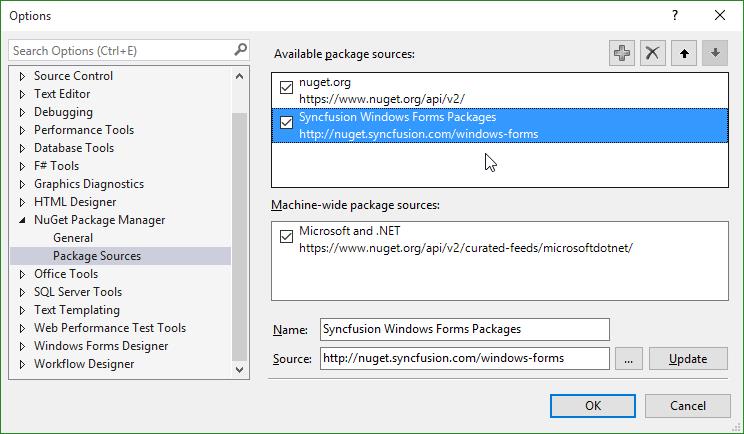 Options
?
Search Options (Ctrl+E)
Source Control
Text Editor
Debugging
Performance Tools
Database Tools
F# Tools
Graphics Diagnostics
HTML Designer
NuGet Package Manager
General
Package Sources
Office Tools
SQL Server Tools
Text Templating
Web Performance Test Tools
Windows Forms Designer
Workflow Designer
Available package sources:
nuget.org
https://www.nuget.org/api/v2/
Syncfusion Windows Forms Packages
http://nuget.syncfusion.com/windows-forms
Machine-wide package sources:
Microsoft and .NET
https://www.nuget.org/api/v2/curated-feeds/microsoftdotnet/
Name: Syncfusion Windows Forms Packages
Source: http://nuget.syncfusion.com/windows-forms ... Update
OK Cancel